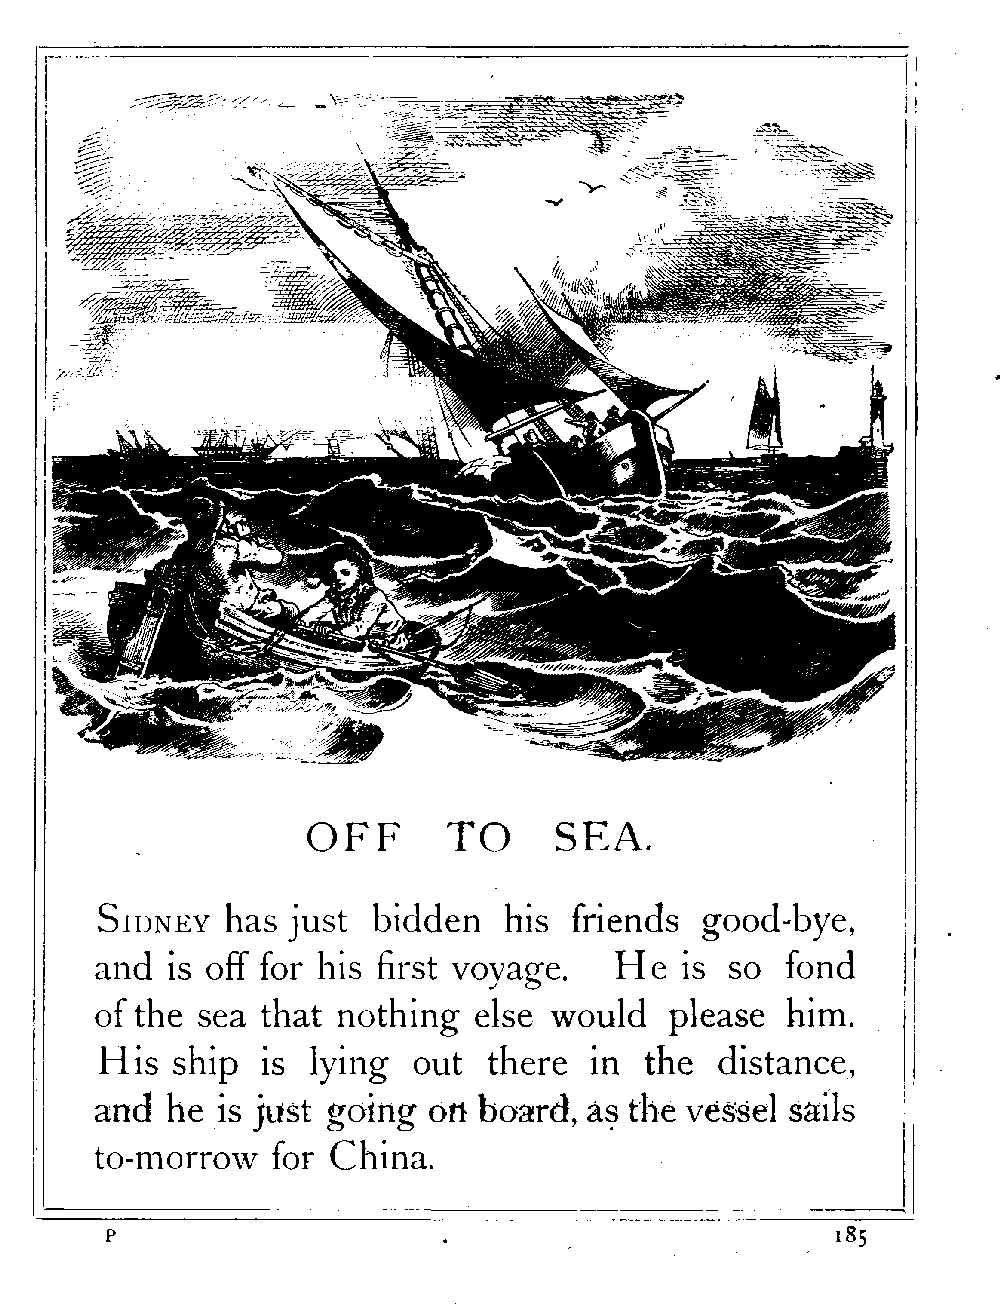 OFF TO SEA.
SIDNEY has just bidden his friends good-bye,
and is off for his first voyage. He is so fond
of the sea that nothing else would please him.
His ship is lying out there in the distance,
and he is just going on board, as the vessel sails
to-morrow for China.
P 185